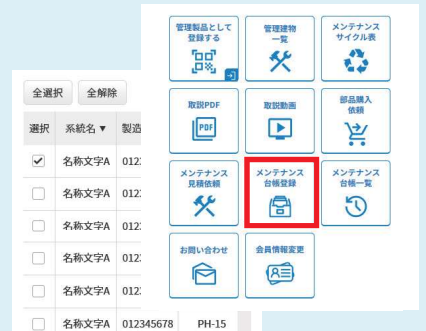 管理製品として
登録する
管理建物
一覧
メンテナンス
サイクル表
取説PDF
PDF
取説動画
部品購入
依頼
メンテナンス
見積依頼
メンテナンス
台帳登録
メンテナンス
台帳一覧
お問い合わせ
会員情報変更
全選択 全解除
選択 系統名▼ 製造
名称文字A 012
名称文字A 012
名称文字A 012
名称文字A 012
名称文字A 012
名称文字A 012345678 PH-15